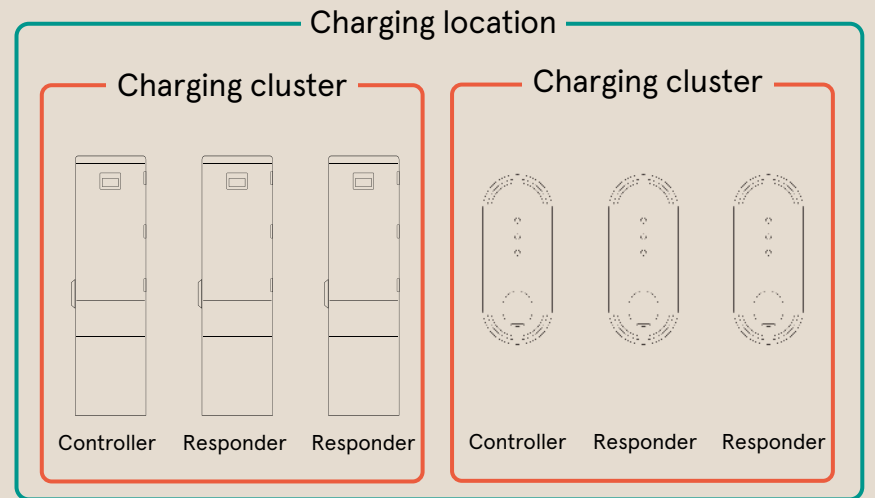 Charging location
Charging cluster
Charging cluster
Controller Responder Responder
Controller Responder Responder